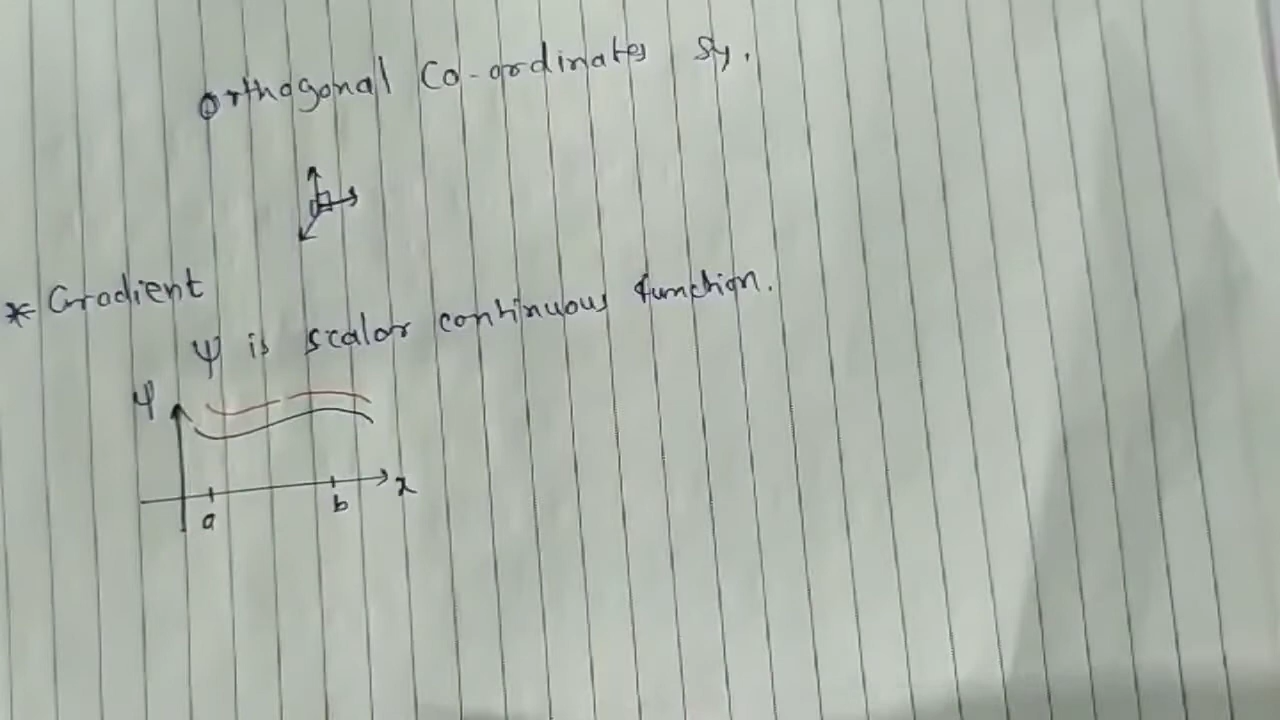 Orthogonal Co-ordinates Sy.
* Gradient
ψ is scalar continuous function.
ψ
x
a
b